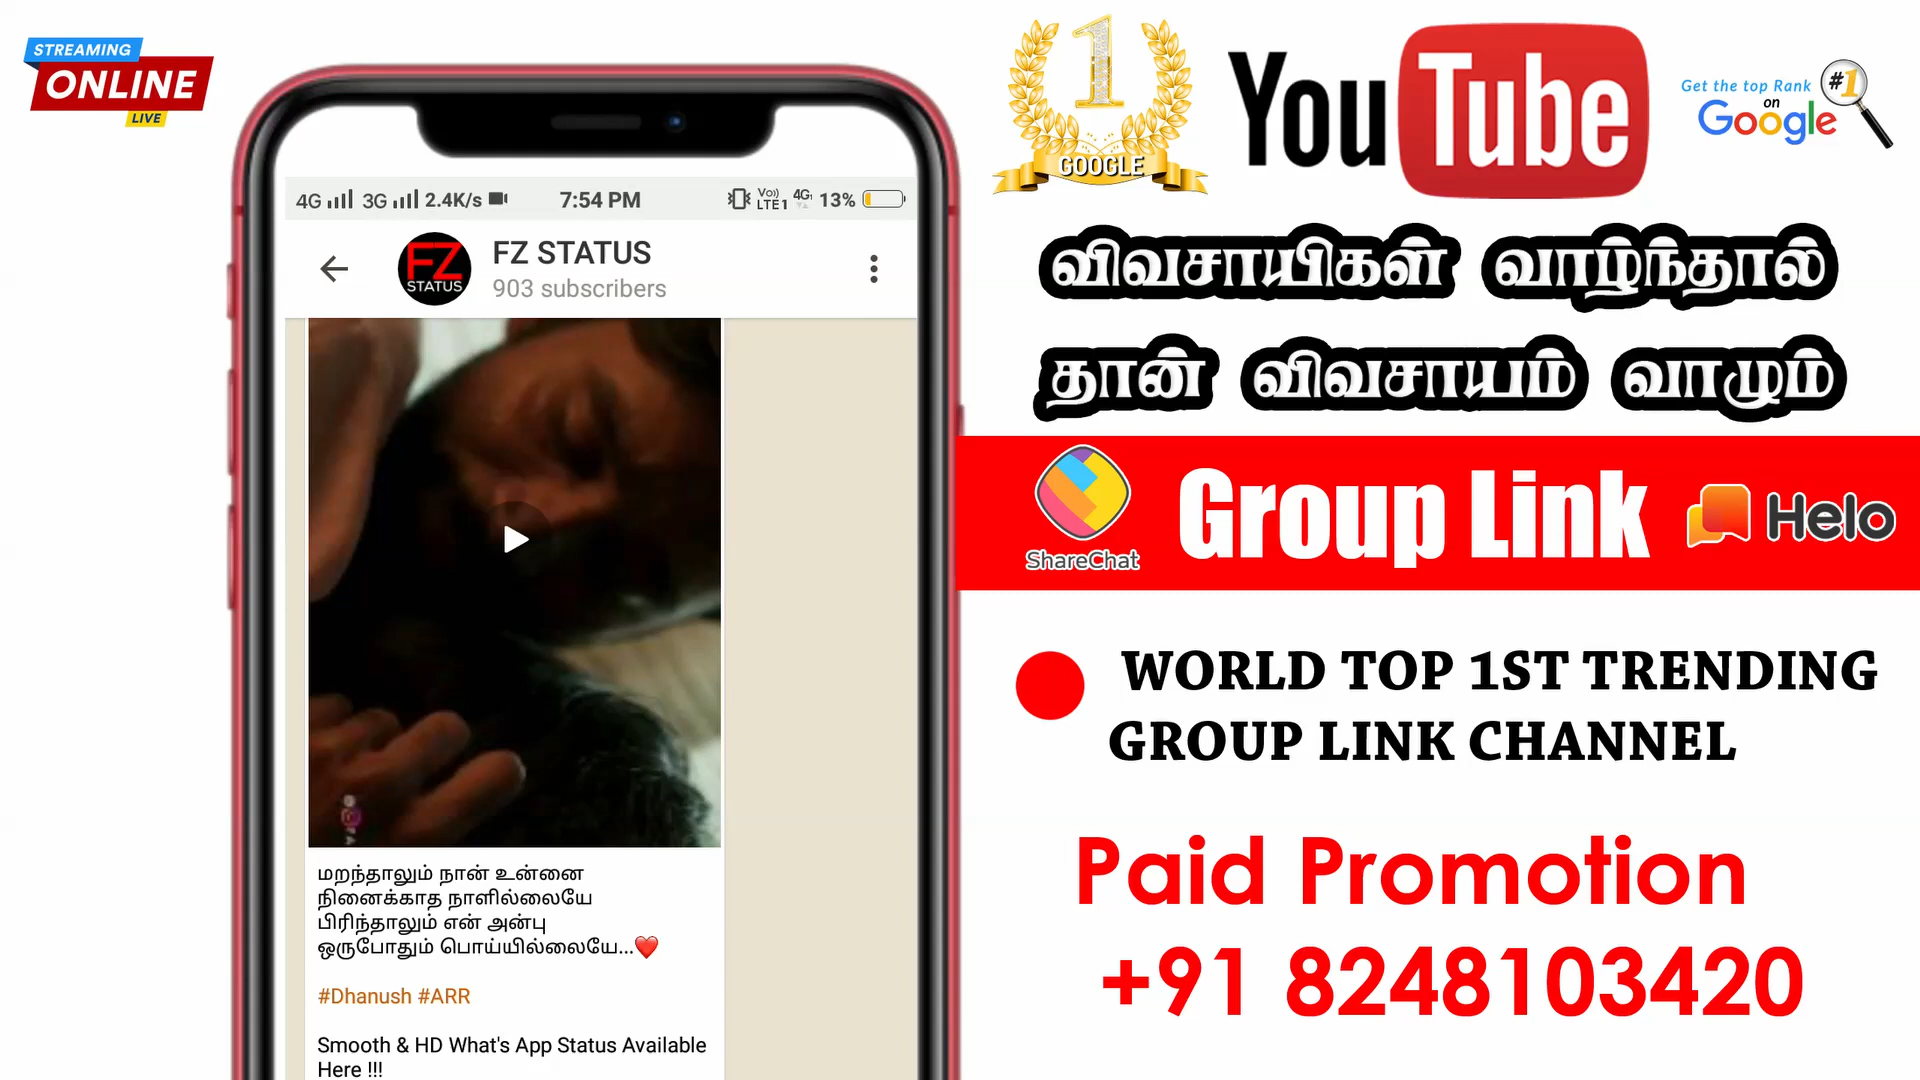 STREAMING
ONLINE
LIVE
4G 3G 2.4K/s 7:54 PM Vo)) LTE1 4G 13%
FZ STATUS
FZ STATUS
903 subscribers
மறந்தாலும் நான் உன்னை
நினைக்காத நாளில்லையே
பிரிந்தாலும் என் அன்பு
ஒருபோதும் பொய்யில்லையே...❤️
#Dhanush #ARR
Smooth & HD What's App Status Available
Here !!!
1
GOOGLE
YouTube
Get the top Rank #1
on
Google
விவசாயிகள் வாழ்ந்தால்
தான் விவசாயம் வாழும்
ShareChat
Group Link
Helo
WORLD TOP 1ST TRENDING
GROUP LINK CHANNEL
Paid Promotion
+91 8248103420